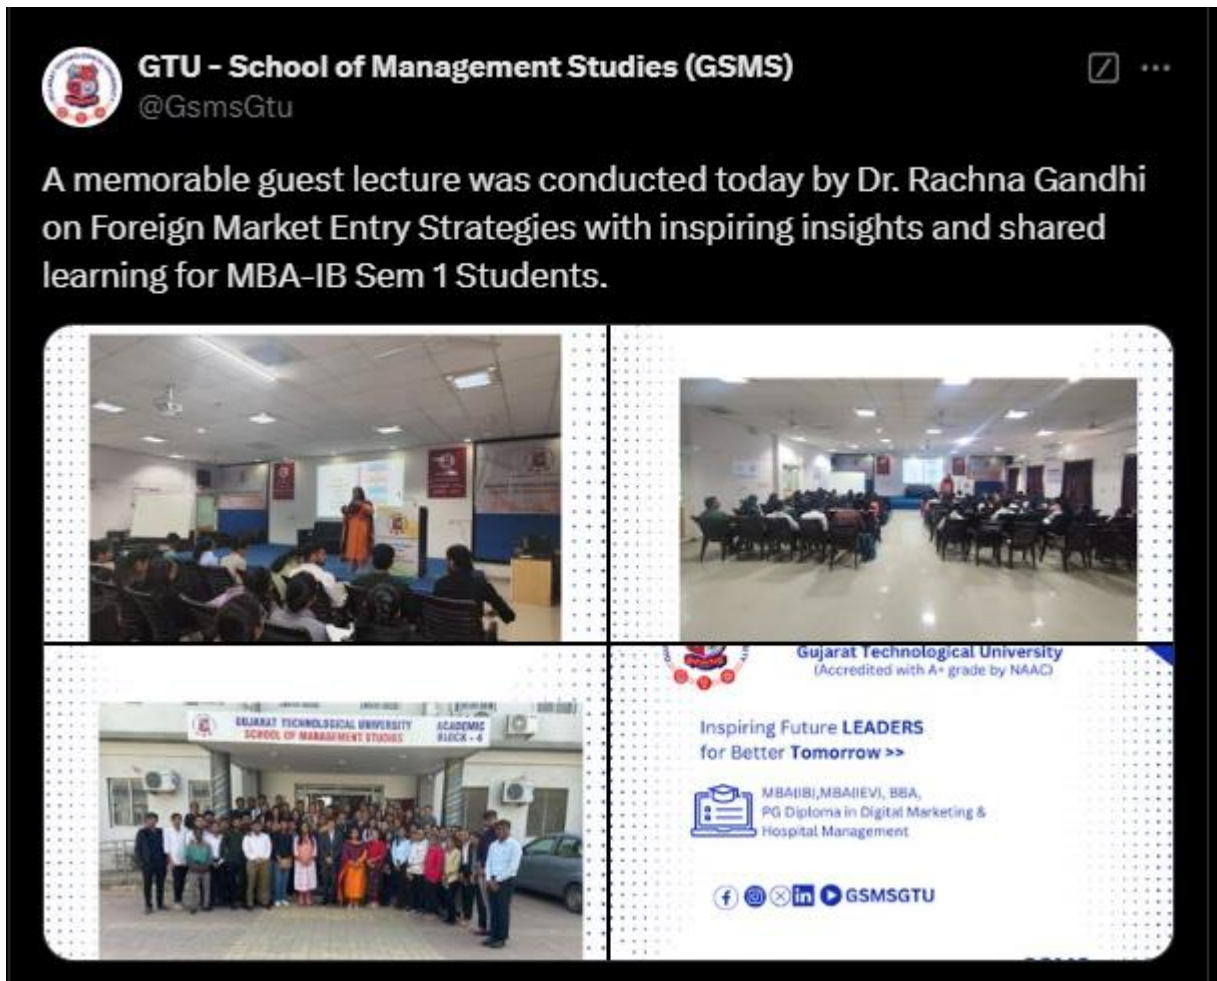 GTU - School of Management Studies (GSMS)
@GsmsGtu
A memorable guest lecture was conducted today by Dr. Rachna Gandhi
on Foreign Market Entry Strategies with inspiring insights and shared
learning for MBA-IB Sem 1 Students.
GUJARAT TECHNOLOGICAL UNIVERSITY
SCHOOL OF MANAGEMENT STUDIES
ACADEMIC
BLOCK - 6
Gujarat Technological University
(Accredited with A+ grade by NAAC)
Inspiring Future LEADERS
for Better Tomorrow >>
MBA(IB),MBA(IEV), BBA,
PG Diploma in Digital Marketing &
Hospital Management
GSMSGTU